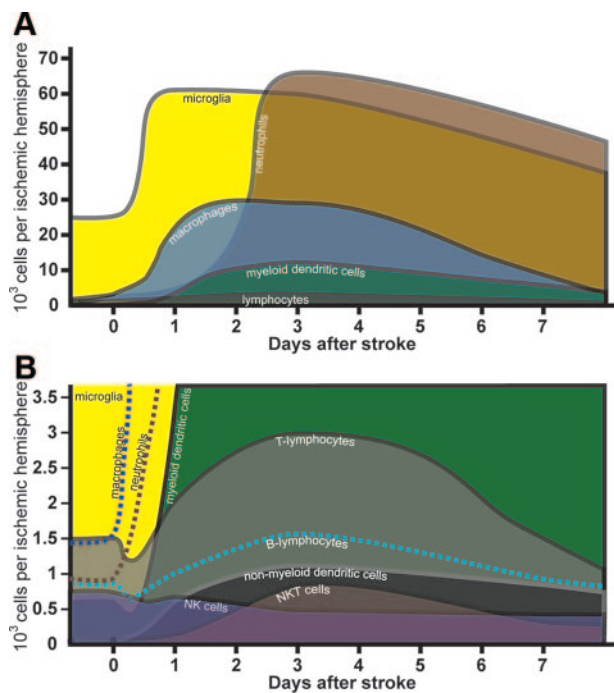 A
10³ cells per ischemic hemisphere
70
60
50
40
30
20
10
0
microglia
neutrophils
macrophages
myeloid dendritic cells
lymphocytes
0 1 2 3 4 5 6 7
Days after stroke
B
10³ cells per ischemic hemisphere
3.5
3
2.5
2
1.5
1
0.5
0
microglia
macrophages
neutrophils
myeloid dendritic cells
T-lymphocytes
B-lymphocytes
non-myeloid dendritic cells
NK cells
NKT cells
0 1 2 3 4 5 6 7
Days after stroke